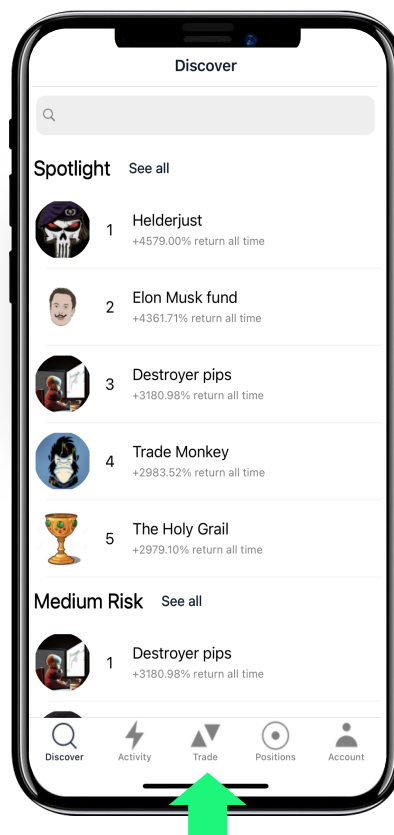 Discover
Spotlight See all
1 Helderjust
+4579.00% return all time
2 Elon Musk fund
+4361.71% return all time
3 Destroyer pips
+3180.98% return all time
4 Trade Monkey
+2983.52% return all time
5 The Holy Grail
+2979.10% return all time
Medium Risk See all
1 Destroyer pips
+3180.98% return all time
Discover Activity Trade Positions Account